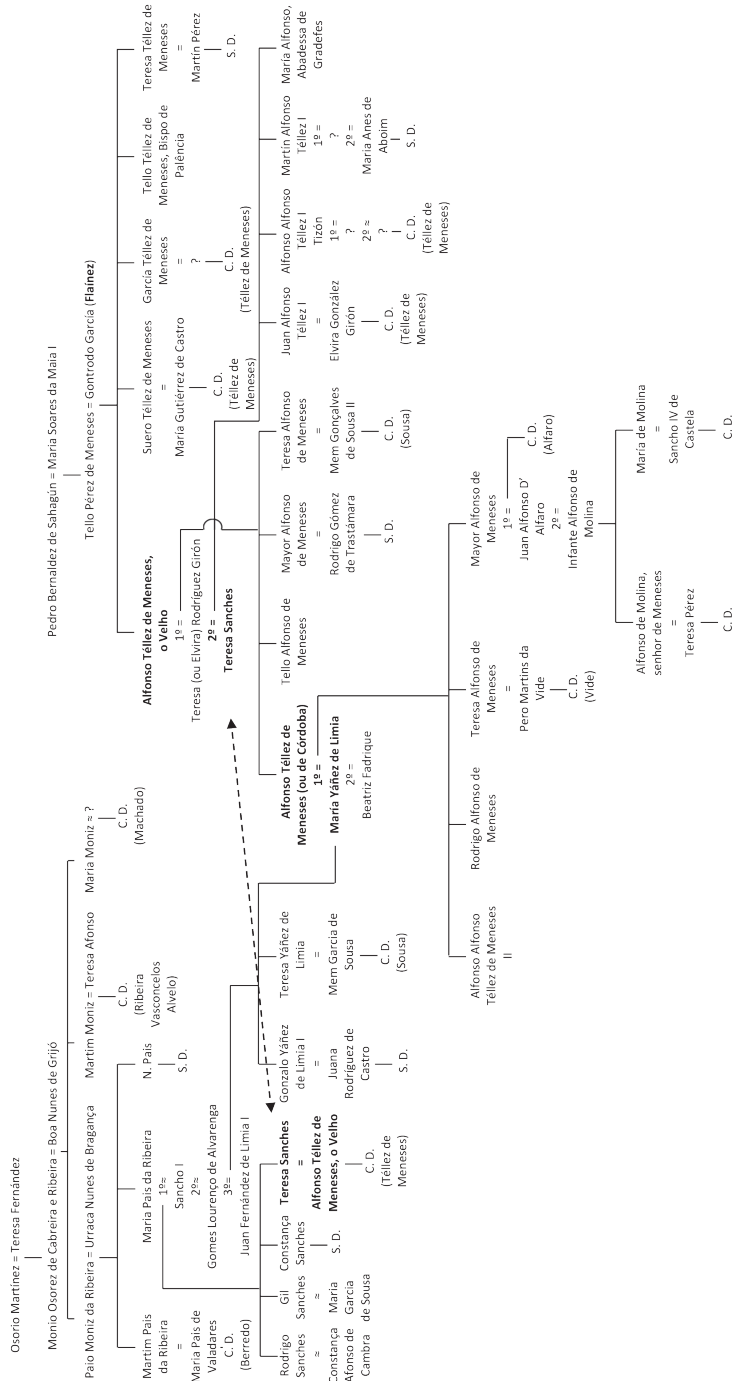 Osorio Martínez = Teresa Fernández
Monio Osorez de Cabreira e Ribeira = Boa Nunes de Grijó
Paio Moniz da Ribeira = Urraca Nunes de Bragança
Martim Moniz = Teresa Afonso
C. D.
(Ribeira
Vasconcelos
Alvelo)
Maria Moniz ≈ ?
C. D.
(Machado)
Martim Pais
da Ribeira
=
Maria Pais de
Valadares
C. D.
(Berredo)
Maria Pais da Ribeira
1º≈
Sancho I
2º≈
Gomes Lourenço de Alvarenga
3º=
Juan Fernández de Limia I
N. Pais
S. D.
Rodrigo
Sanches
≈
Constança
Afonso de
Cambra
Gil
Sanches
≈
Maria
Garcia
de Sousa
Constança
Sanches
S. D.
Teresa Sanches
=
Alfonso Téllez de
Meneses, o Velho
C. D.
(Téllez de
Meneses)
Gonzalo Yáñez
de Limia I
=
Juana
Rodríguez de
Castro
S. D.
Teresa Yáñez de
Limia
=
Mem Garcia de
Sousa
C. D.
(Sousa)
Pedro Bernaldez de Sahagún = Maria Soares da Maia I
Tello Pérez de Meneses = Gontrodo García (Flaínez)
Alfonso Téllez de Meneses,
o Velho
1º =
Teresa (ou Elvira) Rodríguez Girón
2º =
Teresa Sanches
Suero Téllez de Meneses
=
María Gutiérrez de Castro
C. D.
(Téllez de
Meneses)
García Téllez de
Meneses
=
?
C. D.
(Téllez de Meneses)
Tello Téllez de
Meneses, Bispo de
Palência
Teresa Téllez de
Meneses
=
Martín Pérez
S. D.
Alfonso Téllez de
Meneses (ou de Córdoba)
1º =
María Yáñez de Limia
2º =
Beatriz Fadrique
Tello Alfonso de
Meneses
Mayor Alfonso
de Meneses
=
Rodrigo Gómez
de Trastámara
S. D.
Teresa Alfonso
de Meneses
=
Mem Gonçalves
de Sousa II
C. D.
(Sousa)
Juan Alfonso
Téllez I
=
Elvira González
Girón
C. D.
(Téllez de
Meneses)
Alfonso Alfonso
Téllez I
Tizón
1º =
?
2º ≈
?
C. D.
(Téllez de
Meneses)
Martín Alfonso
Téllez I
1º =
?
2º =
Maria Anes de
Aboim
S. D.
María Alfonso,
Abadessa de
Gradefes
Alfonso Alfonso
Téllez de Meneses
II
Rodrigo Alfonso de
Meneses
Teresa Alfonso de
Meneses
=
Pero Martins da
Vide
C. D.
(Vide)
Mayor Alfonso de
Meneses
1º =
Juan Alfonso D’
Alfaro
C. D.
(Alfaro)
2º =
Infante Alfonso de
Molina
Alfonso de Molina,
senhor de Meneses
=
Teresa Pérez
C. D.
María de Molina
=
Sancho IV de
Castela
C. D.